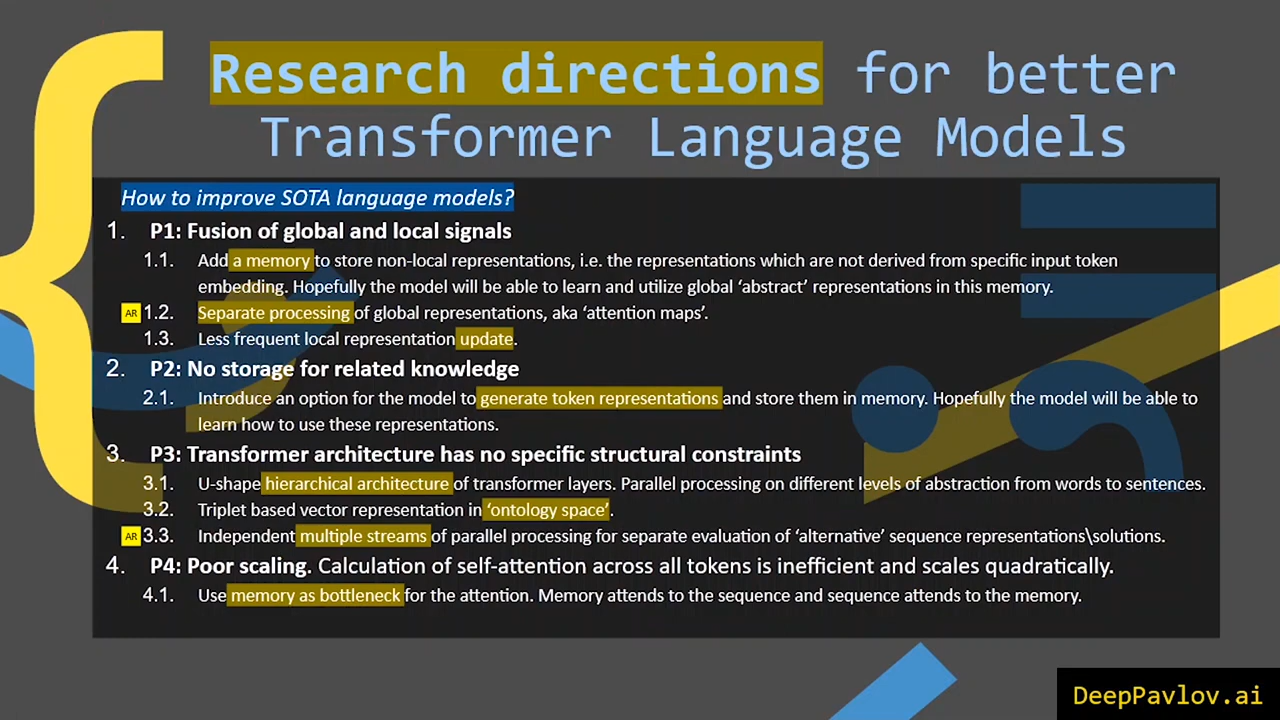 Research directions for better
Transformer Language Models
How to improve SOTA language models?
1. P1: Fusion of global and local signals
1.1. Add a memory to store non-local representations, i.e. the representations which are not derived from specific input token
embedding. Hopefully the model will be able to learn and utilize global ‘abstract’ representations in this memory.
AR 1.2. Separate processing of global representations, aka ‘attention maps’.
1.3. Less frequent local representation update.
2. P2: No storage for related knowledge
2.1. Introduce an option for the model to generate token representations and store them in memory. Hopefully the model will be able to
learn how to use these representations.
3. P3: Transformer architecture has no specific structural constraints
3.1. U-shape hierarchical architecture of transformer layers. Parallel processing on different levels of abstraction from words to sentences.
3.2. Triplet based vector representation in ‘ontology space’.
AR 3.3. Independent multiple streams of parallel processing for separate evaluation of ‘alternative’ sequence representations\solutions.
4. P4: Poor scaling. Calculation of self-attention across all tokens is inefficient and scales quadratically.
4.1. Use memory as bottleneck for the attention. Memory attends to the sequence and sequence attends to the memory.
DeepPavlov.ai